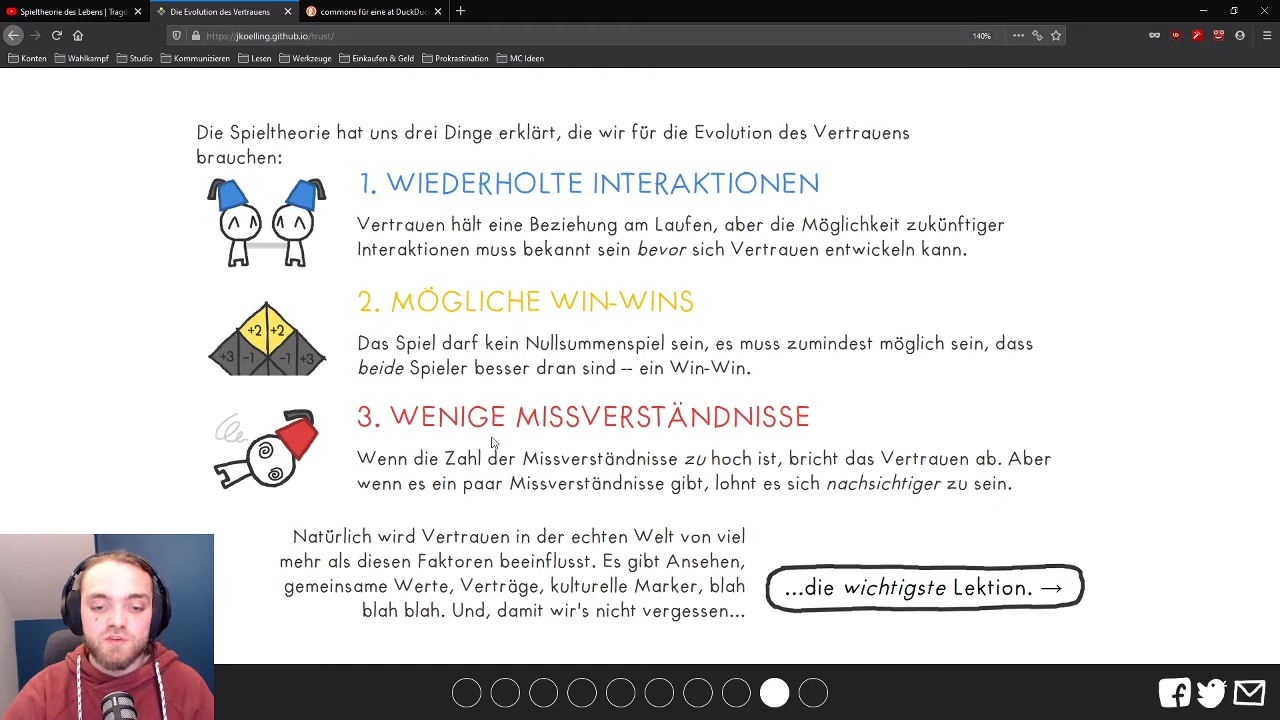 Spieltheorie des Lebens | Tragö
Die Evolution des Vertrauens
commons für eine at DuckDuc
https://jkoelling.github.io/trust/
140%
Konten
Wahlkampf
Studio
Kommunizieren
Lesen
Werkzeuge
Einkaufen & Geld
Prokrastination
MC Ideen
Die Spieltheorie hat uns drei Dinge erklärt, die wir für die Evolution des Vertrauens
brauchen:
1. WIEDERHOLTE INTERAKTIONEN
Vertrauen hält eine Beziehung am Laufen, aber die Möglichkeit zukünftiger
Interaktionen muss bekannt sein bevor sich Vertrauen entwickeln kann.
2. MÖGLICHE WIN-WINS
+2 +2
+3 -1 -1 +3
Das Spiel darf kein Nullsummenspiel sein, es muss zumindest möglich sein, dass
beide Spieler besser dran sind -- ein Win-Win.
3. WENIGE MISSVERSTÄNDNISSE
Wenn die Zahl der Missverständnisse zu hoch ist, bricht das Vertrauen ab. Aber
wenn es ein paar Missverständnisse gibt, lohnt es sich nachsichtiger zu sein.
Natürlich wird Vertrauen in der echten Welt von viel
mehr als diesen Faktoren beeinflusst. Es gibt Ansehen,
gemeinsame Werte, Verträge, kulturelle Marker, blah
blah blah. Und, damit wir's nicht vergessen...
...die wichtigste Lektion. →